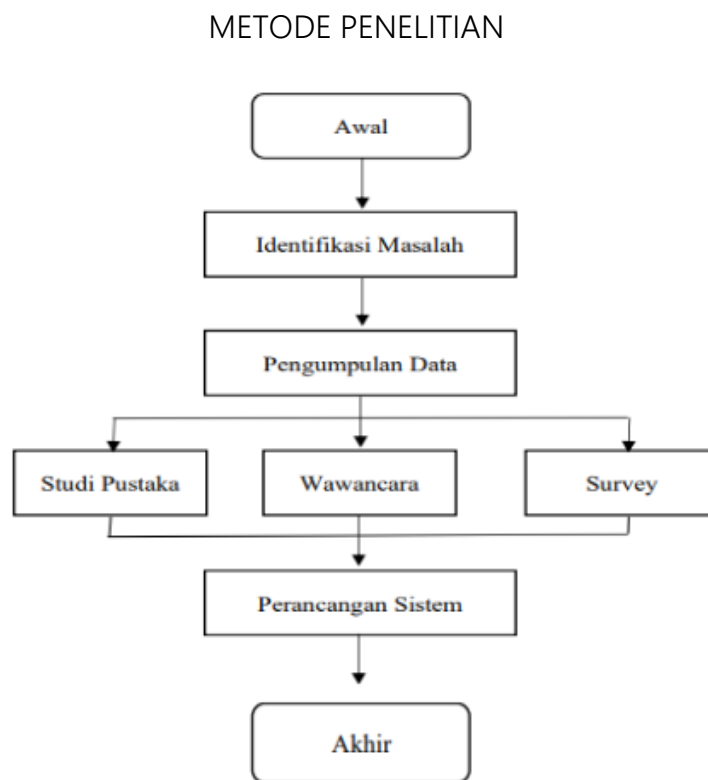 METODE PENELITIAN
Awal
Identifikasi Masalah
Pengumpulan Data
Studi Pustaka
Wawancara
Survey
Perancangan Sistem
Akhir